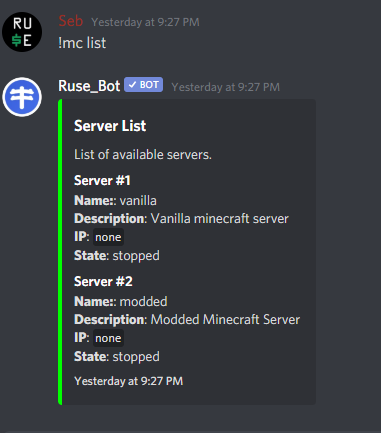 RU
$E
Seb Yesterday at 9:27 PM
!mc list
Ruse_Bot ✓ BOT Yesterday at 9:27 PM
Server List
List of available servers.
Server #1
Name:: vanilla
Description: Vanilla minecraft server
IP: none
State: stopped
Server #2
Name:: modded
Description: Modded Minecraft Server
IP: none
State: stopped
Yesterday at 9:27 PM